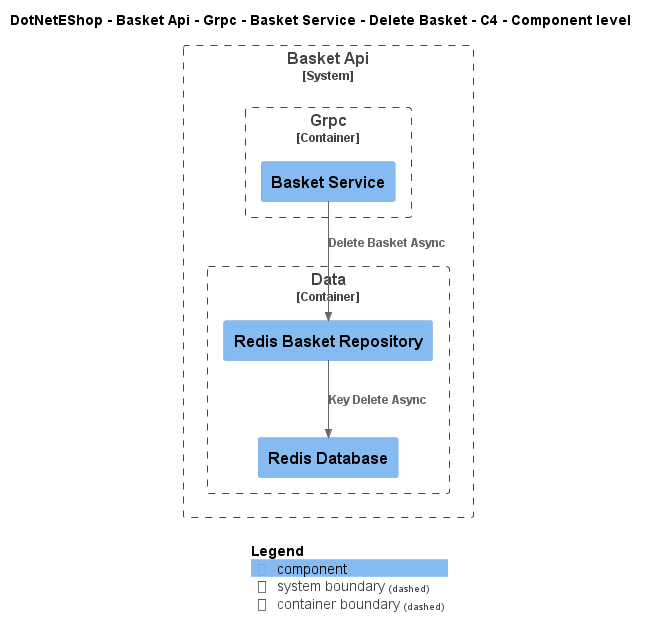 DotNetEShop - Basket Api - Grpc - Basket Service - Delete Basket - C4 - Component level
Basket Api
[System]
Grpc
[Container]
Basket Service
Delete Basket Async
Data
[Container]
Redis Basket Repository
Key Delete Async
Redis Database
Legend
component
system boundary (dashed)
container boundary (dashed)